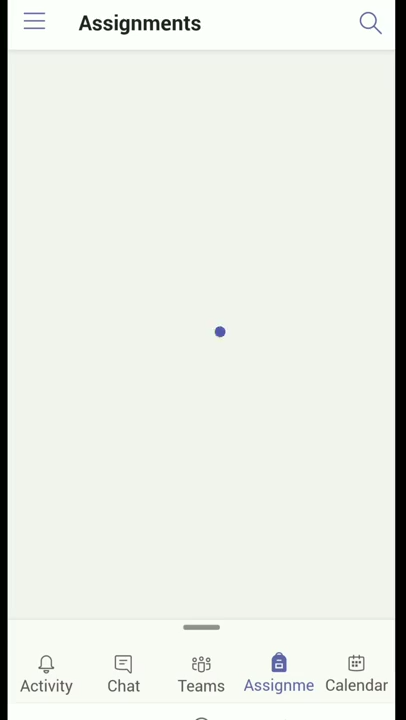 Assignments
Activity
Chat
Teams
Assignme
Calendar